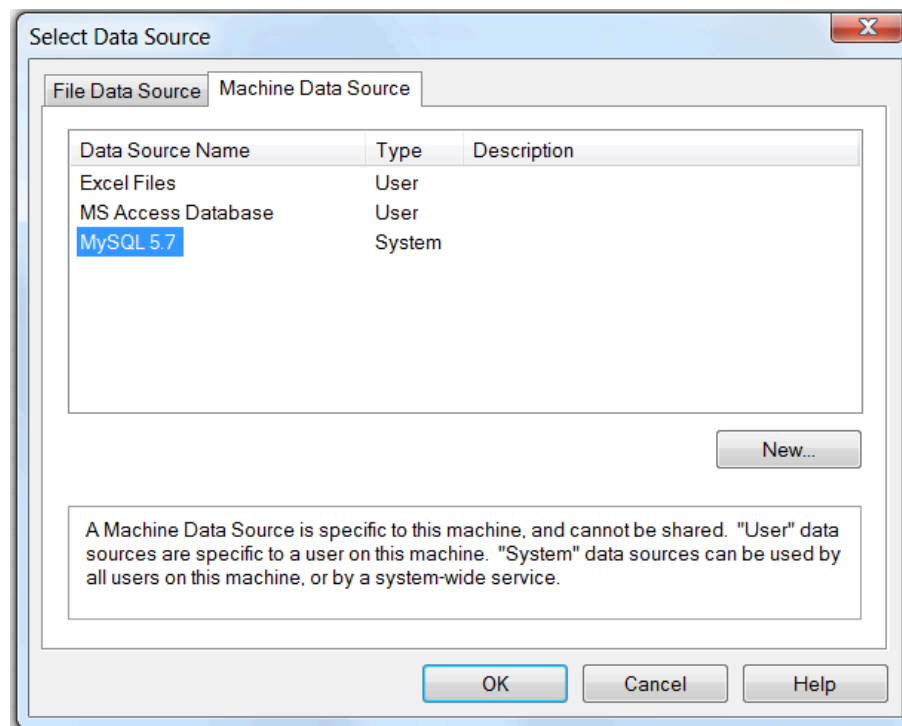 Select Data Source
File Data Source Machine Data Source
Data Source Name Type Description
Excel Files User
MS Access Database User
MySQL 5.7 System
New...
A Machine Data Source is specific to this machine, and cannot be shared. "User" data
sources are specific to a user on this machine. "System" data sources can be used by
all users on this machine, or by a system-wide service.
OK Cancel Help